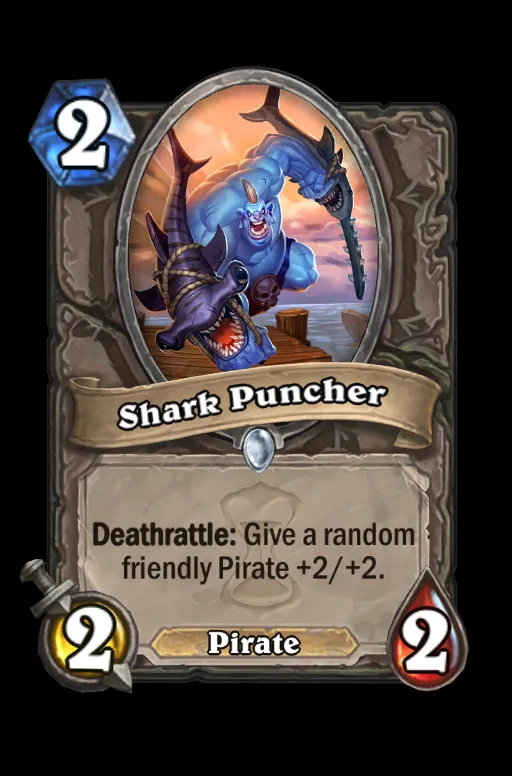 2
Shark Puncher
Deathrattle: Give a random
friendly Pirate +2/+2.
2
Pirate
2